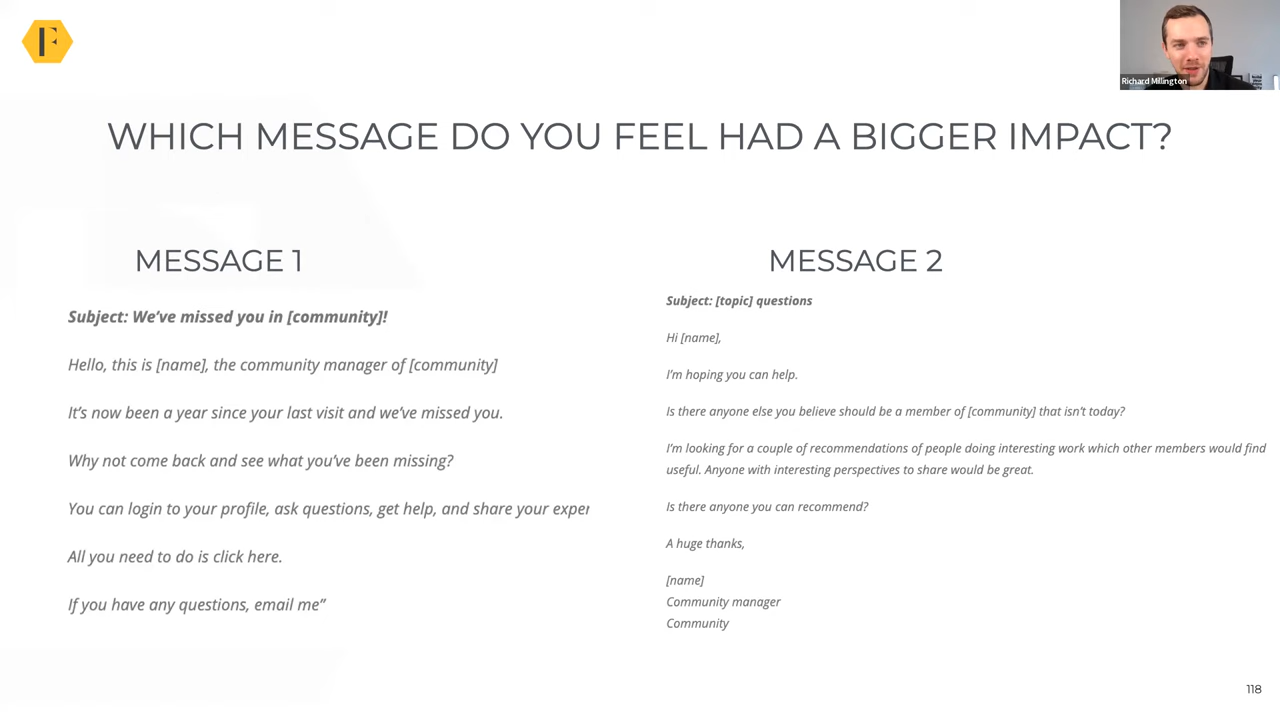 F
Richard Millington
WHICH MESSAGE DO YOU FEEL HAD A BIGGER IMPACT?
MESSAGE 1
Subject: We've missed you in [community]!
Hello, this is [name], the community manager of [community]
It's now been a year since your last visit and we've missed you.
Why not come back and see what you've been missing?
You can login to your profile, ask questions, get help, and share your exper
All you need to do is click here.
If you have any questions, email me”
MESSAGE 2
Subject: [topic] questions
Hi [name],
I'm hoping you can help.
Is there anyone else you believe should be a member of [community] that isn't today?
I'm looking for a couple of recommendations of people doing interesting work which other members would find
useful. Anyone with interesting perspectives to share would be great.
Is there anyone you can recommend?
A huge thanks,
[name]
Community manager
Community
118